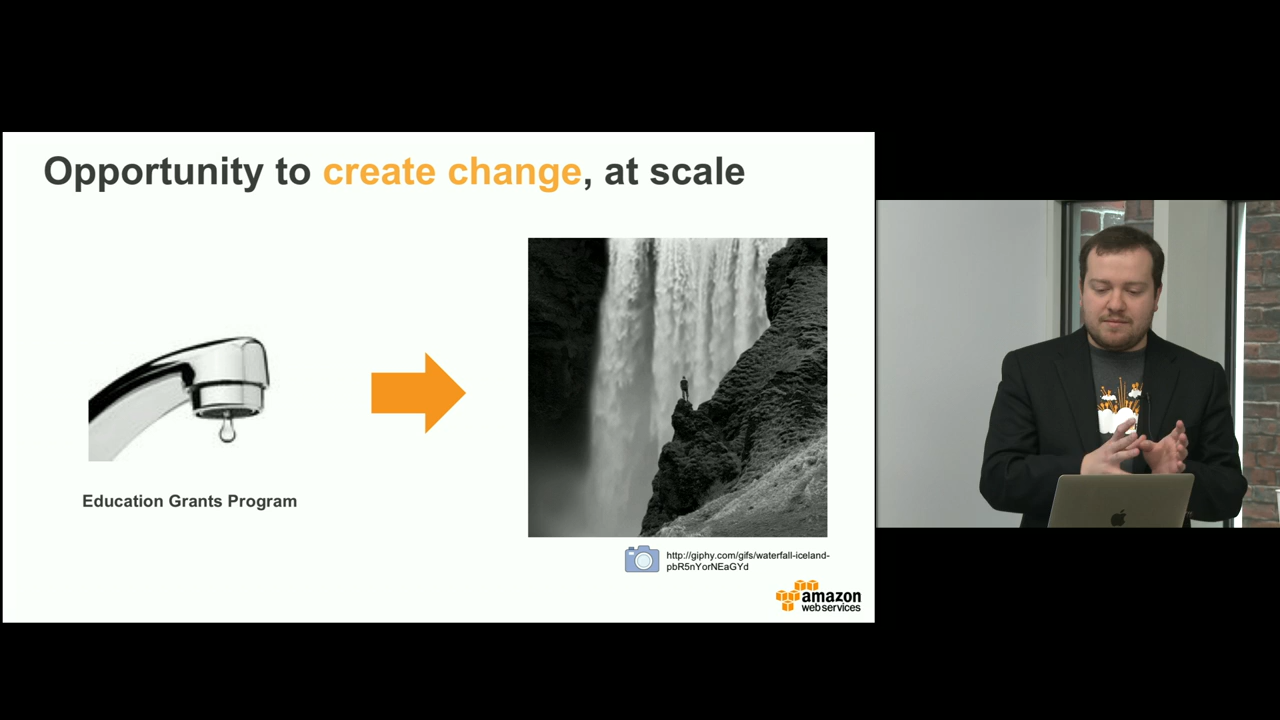 Opportunity to create change, at scale
Education Grants Program
http://giphy.com/gifs/waterfall-iceland-
pbR5nYorNEaGYd
amazon
web services